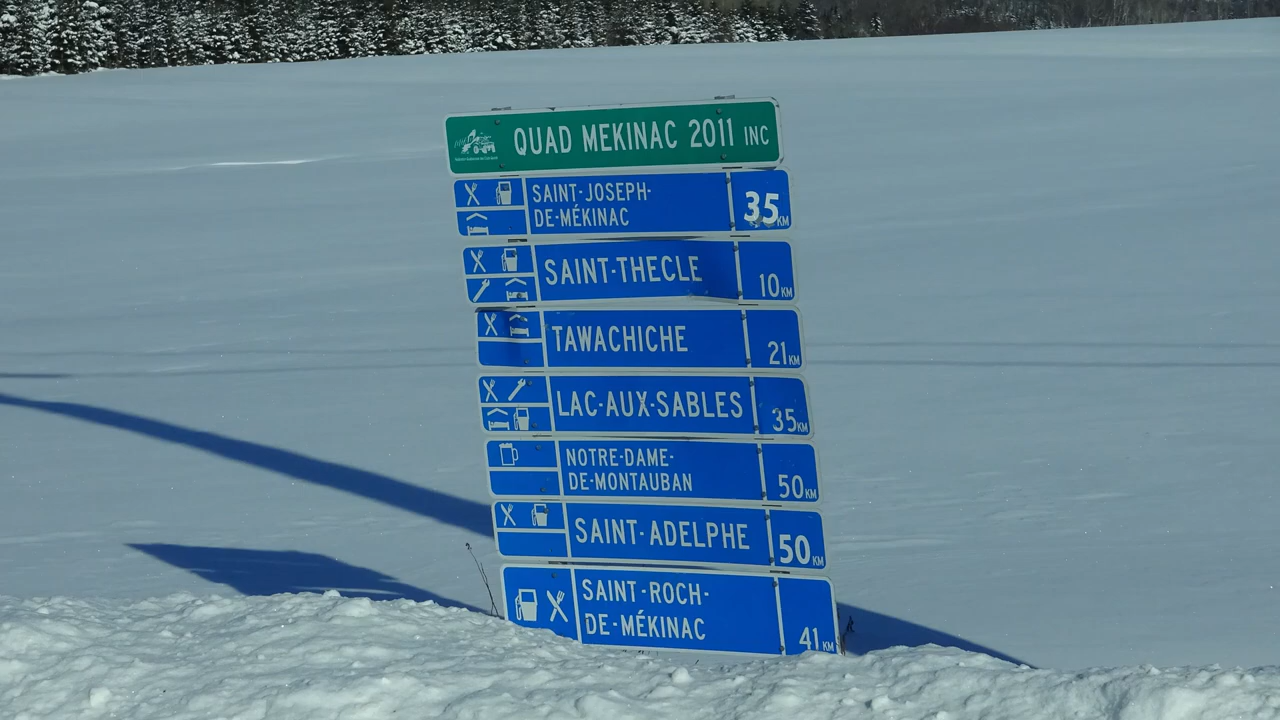 QUAD MEKINAC 2011 INC
SAINT-JOSEPH-
DE-MÉKINAC
35 KM
SAINT-THECLE
10 KM
TAWACHICHE
21 KM
LAC-AUX-SABLES
35 KM
NOTRE-DAME-
DE-MONTAUBAN
50 KM
SAINT-ADELPHE
50 KM
SAINT-ROCH-
DE-MÉKINAC
41 KM